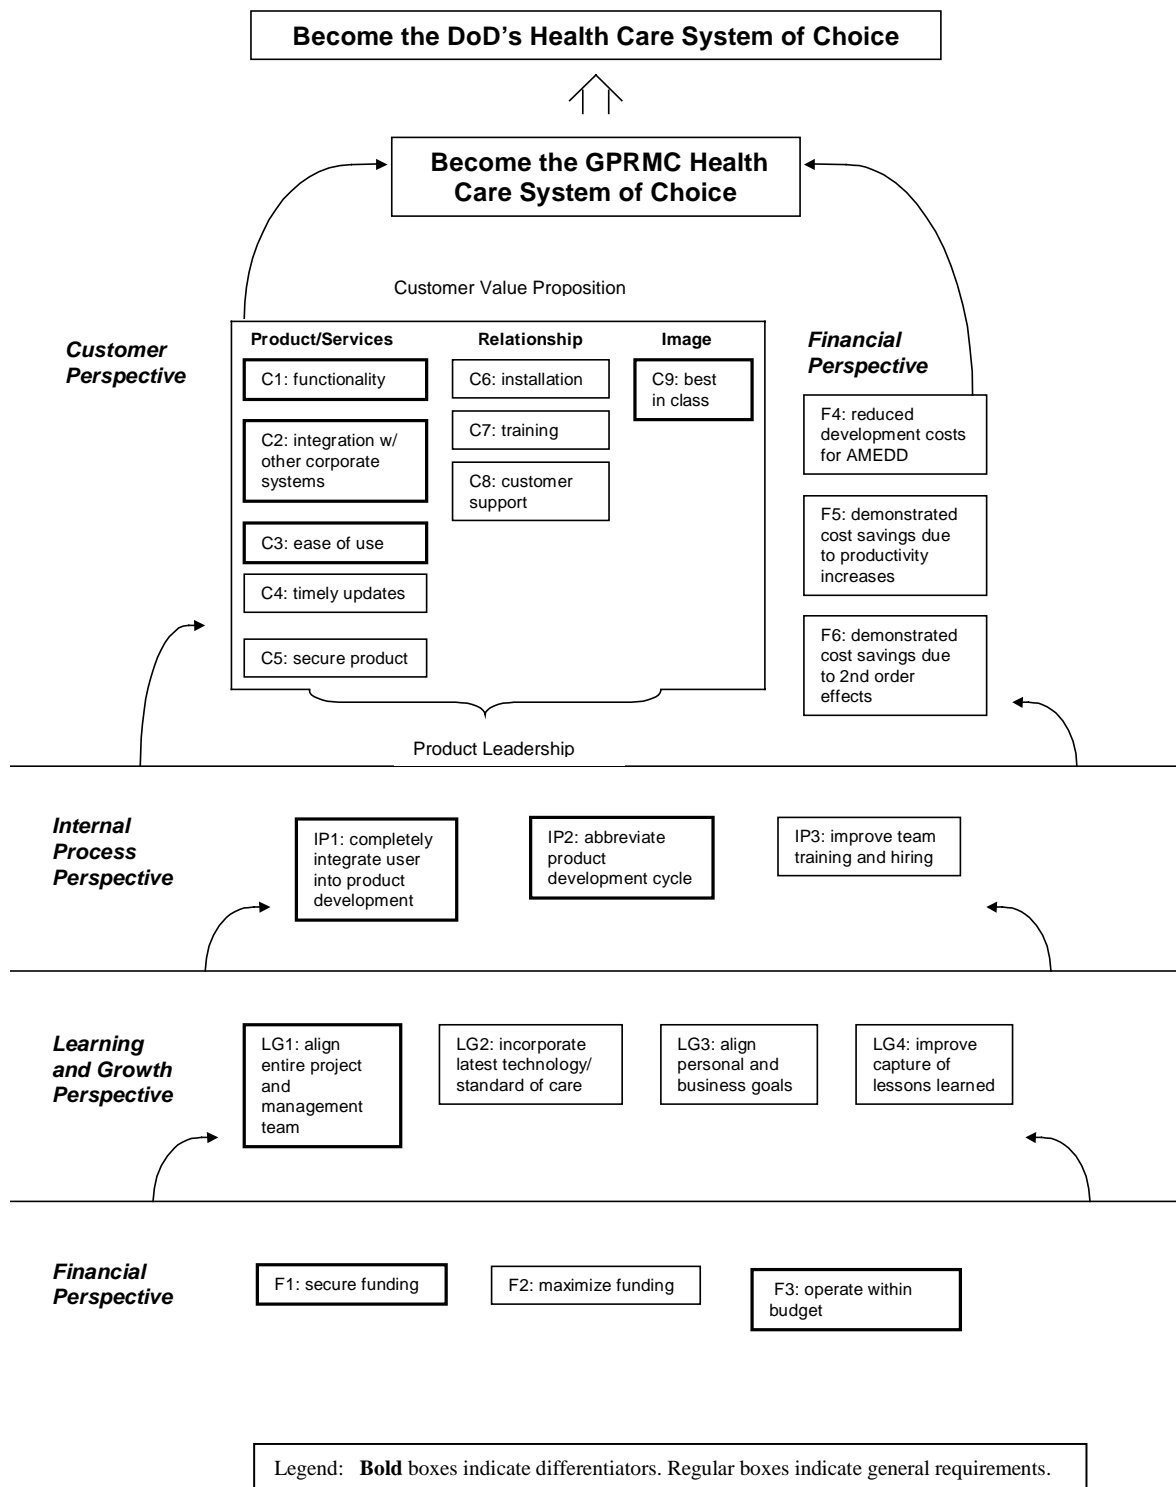 Become the DoD's Health Care System of Choice
Become the GPRMC Health
Care System of Choice
Customer Value Proposition
Customer
Perspective
Product/Services
C1: functionality
C2: integration w/
other corporate
systems
C3: ease of use
C4: timely updates
C5: secure product
Relationship
C6: installation
C7: training
C8: customer
support
Image
C9: best
in class
Financial
Perspective
F4: reduced
development costs
for AMEDD
F5: demonstrated
cost savings due
to productivity
increases
F6: demonstrated
cost savings due
to 2nd order
effects
Product Leadership
Internal
Process
Perspective
IP1: completely
integrate user
into product
development
IP2: abbreviate
product
development cycle
IP3: improve team
training and hiring
Learning
and Growth
Perspective
LG1: align
entire project
and
management
team
LG2: incorporate
latest technology/
standard of care
LG3: align
personal and
business goals
LG4: improve
capture of
lessons learned
Financial
Perspective
F1: secure funding
F2: maximize funding
F3: operate within
budget
Legend: Bold boxes indicate differentiators. Regular boxes indicate general requirements.